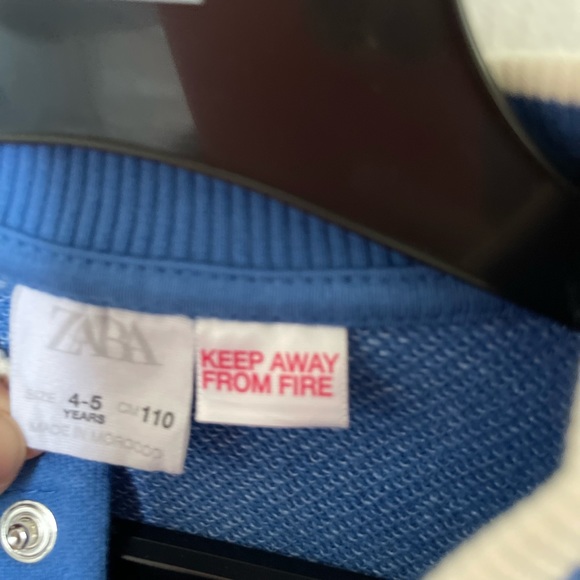 ZARA
SIZE 4-5 YEARS CM 110
MADE IN MOROCCO
KEEP AWAY
FROM FIRE